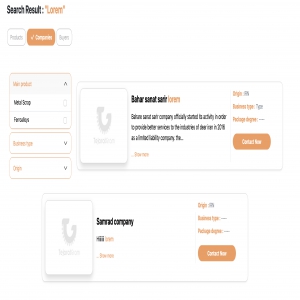 Search Result : "Lorem"
Products
✓ Companies
Buyers
Main product
Metal Scrap
Ferroalloys
Business type
Origin
Bahar sanat sarir lorem
Bahare sanat sarir company officially started its activity in order
to provide better services to the industries of dear Iran in 2016
as a limited liability company, the...
... Show more
Origin : IRN
Business type : Type
Package degree : ----
Contact Now
Samrad company
lorem
... Show more
Origin : IRN
Business type : ----
Package degree : ----
Contact Now